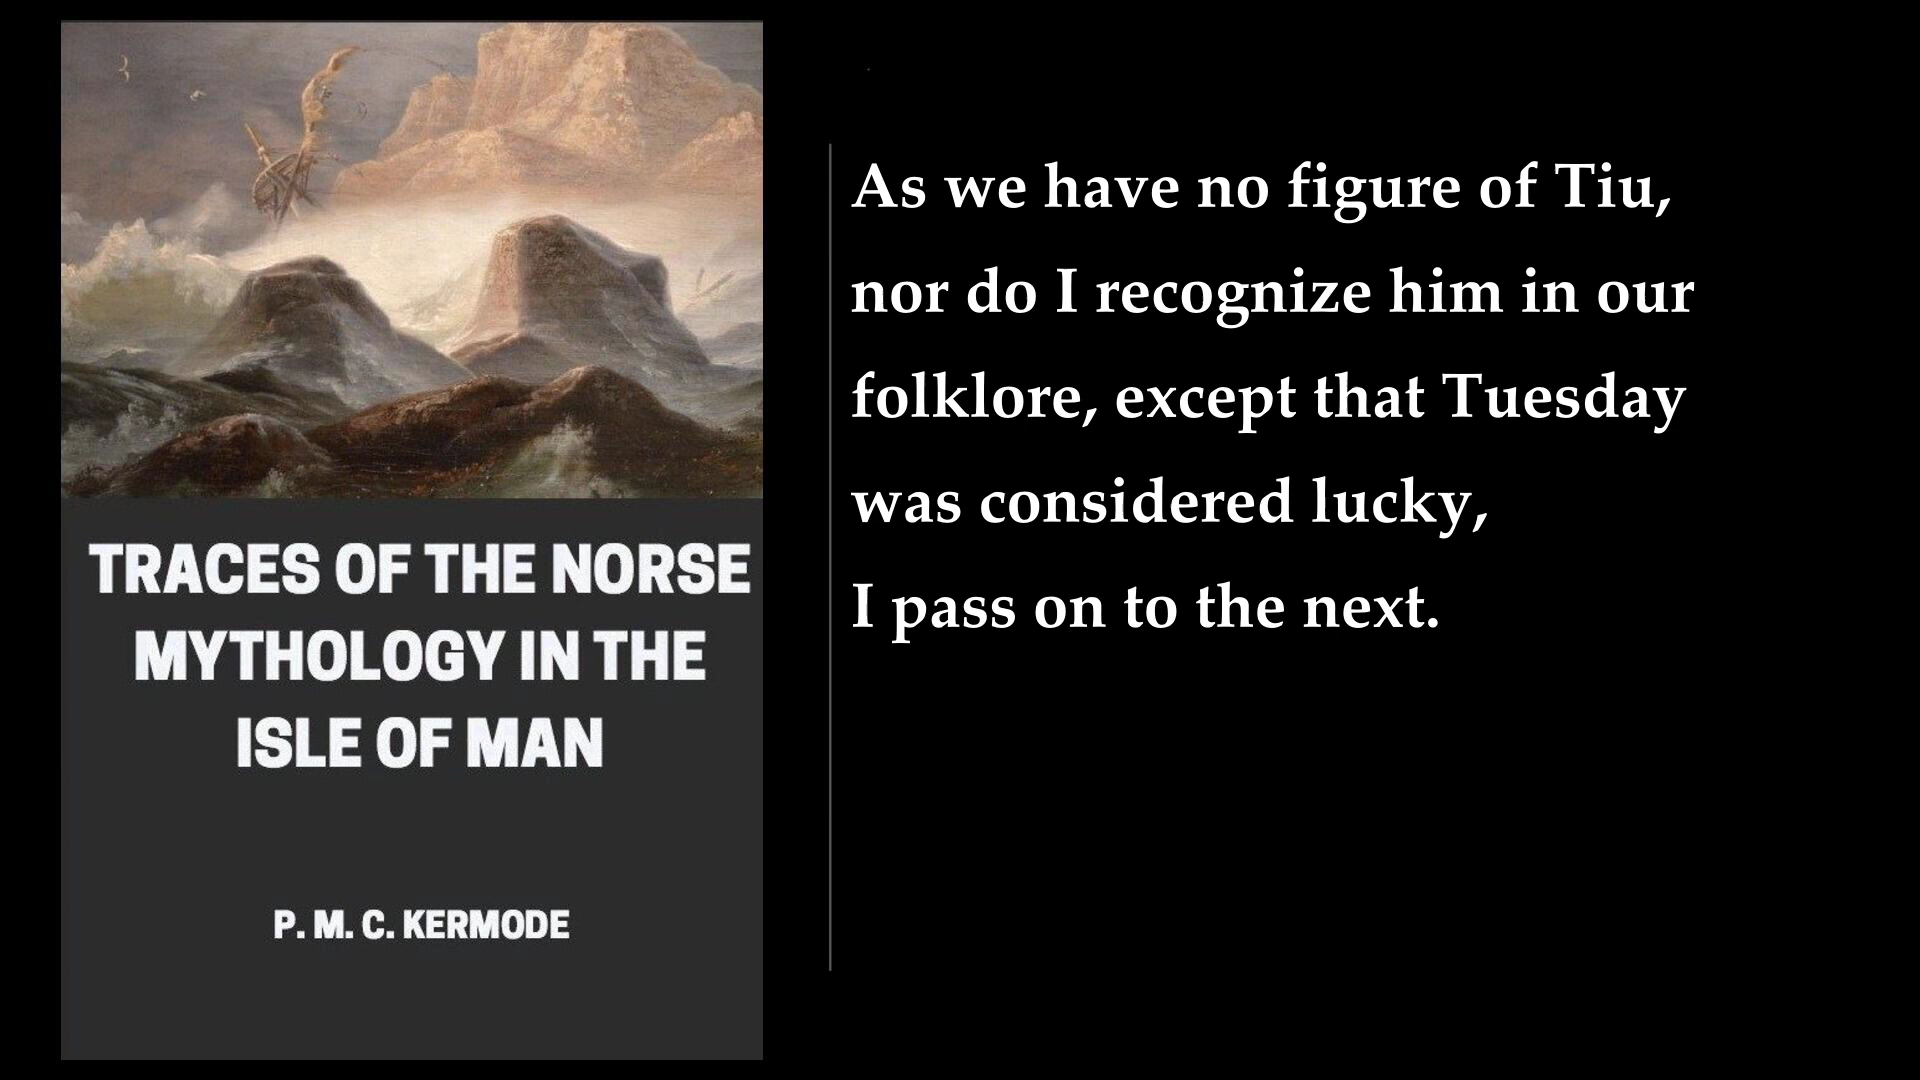 TRACES OF THE NORSE
MYTHOLOGY IN THE
ISLE OF MAN
P. M. C. KERMODE
As we have no figure of Tiu,
nor do I recognize him in our
folklore, except that Tuesday
was considered lucky,
I pass on to the next.